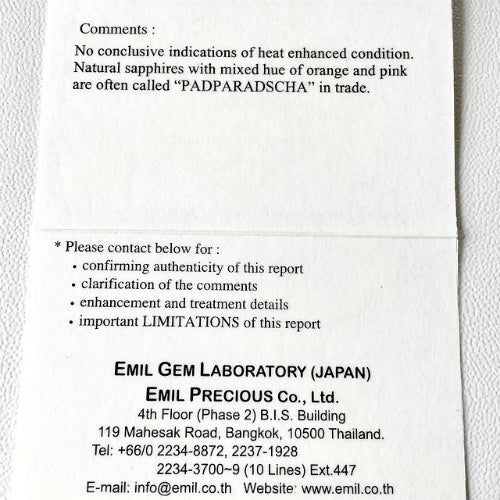 Comments :
No conclusive indications of heat enhanced condition.
Natural sapphires with mixed hue of orange and pink
are often called "PADPARADSCHA" in trade.
* Please contact below for :
• confirming authenticity of this report
• clarification of the comments
• enhancement and treatment details
• important LIMITATIONS of this report
EMIL GEM LABORATORY (JAPAN)
EMIL PRECIOUS Co., Ltd.
4th Floor (Phase 2) B.I.S. Building
119 Mahesak Road, Bangkok, 10500 Thailand.
Tel: +66/0 2234-8872, 2237-1928
2234-3700~9 (10 Lines) Ext.447
E-mail: info@emil.co.th Website: www.emil.co.th